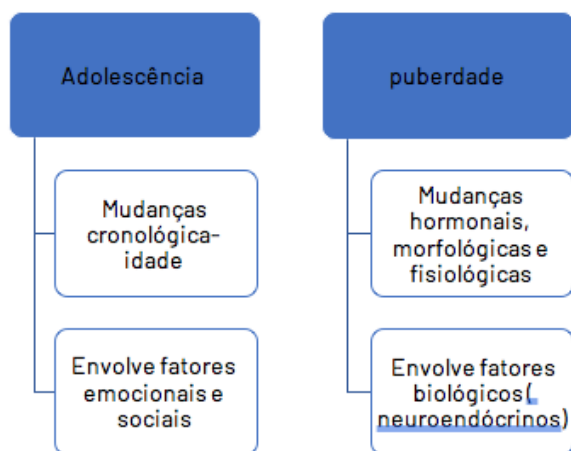 Adolescência
Mudanças
cronológica-
idade
Envolve fatores
emocionais e
sociais
puberdade
Mudanças
hormonais,
morfológicas e
fisiológicas
Envolve fatores
biológicos(
neuroendócrinos)